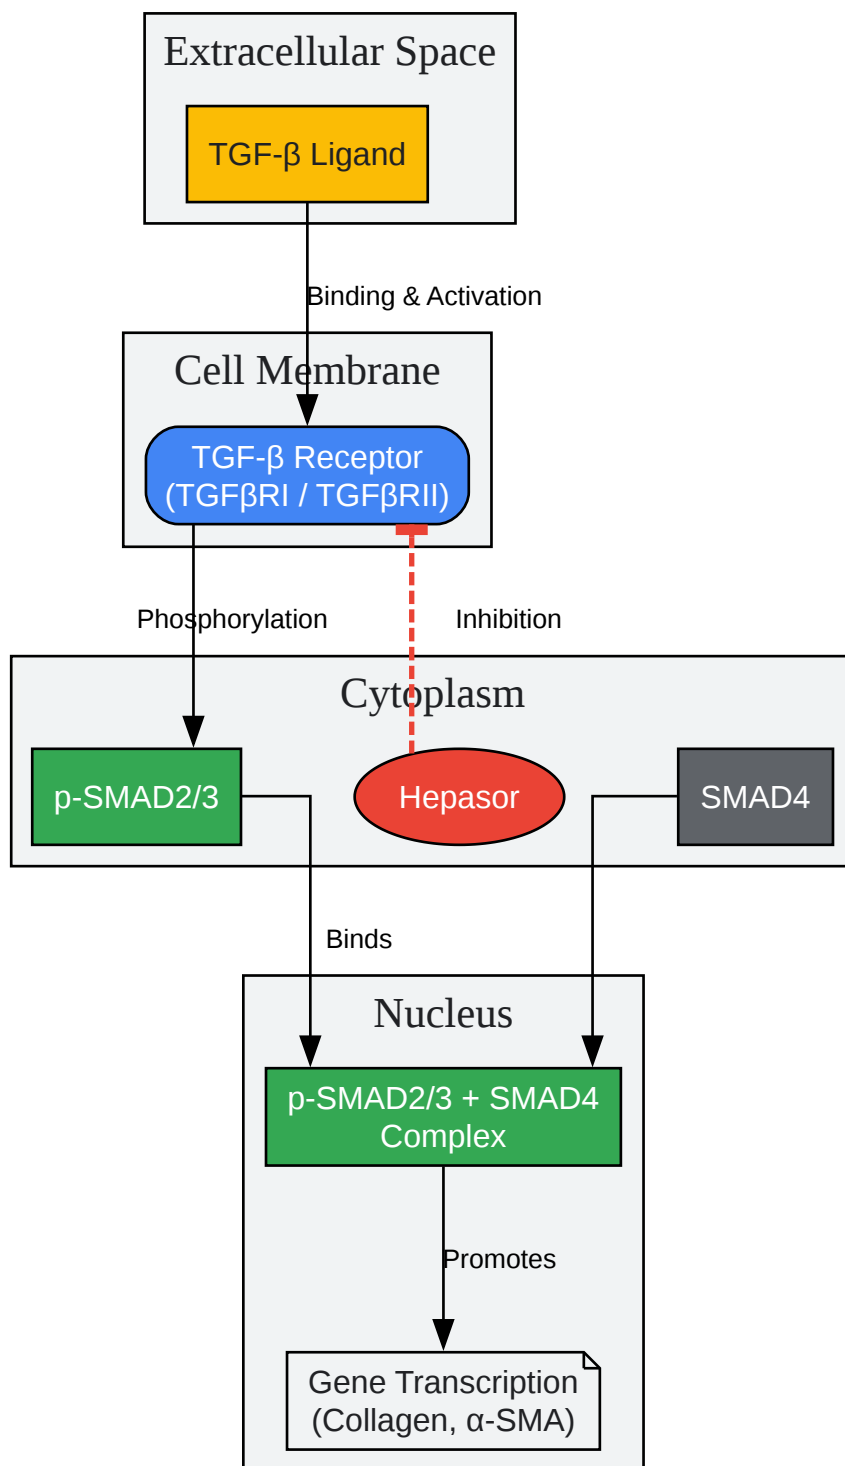 Extracellular Space
TGF-β Ligand
Binding & Activation
Cell Membrane
TGF-β Receptor
(TGFβRI / TGFβRII)
Phosphorylation
Inhibition
Cytoplasm
p-SMAD2/3
Hepasor
SMAD4
Binds
Nucleus
p-SMAD2/3 + SMAD4
Complex
Promotes
Gene Transcription
(Collagen, α-SMA)